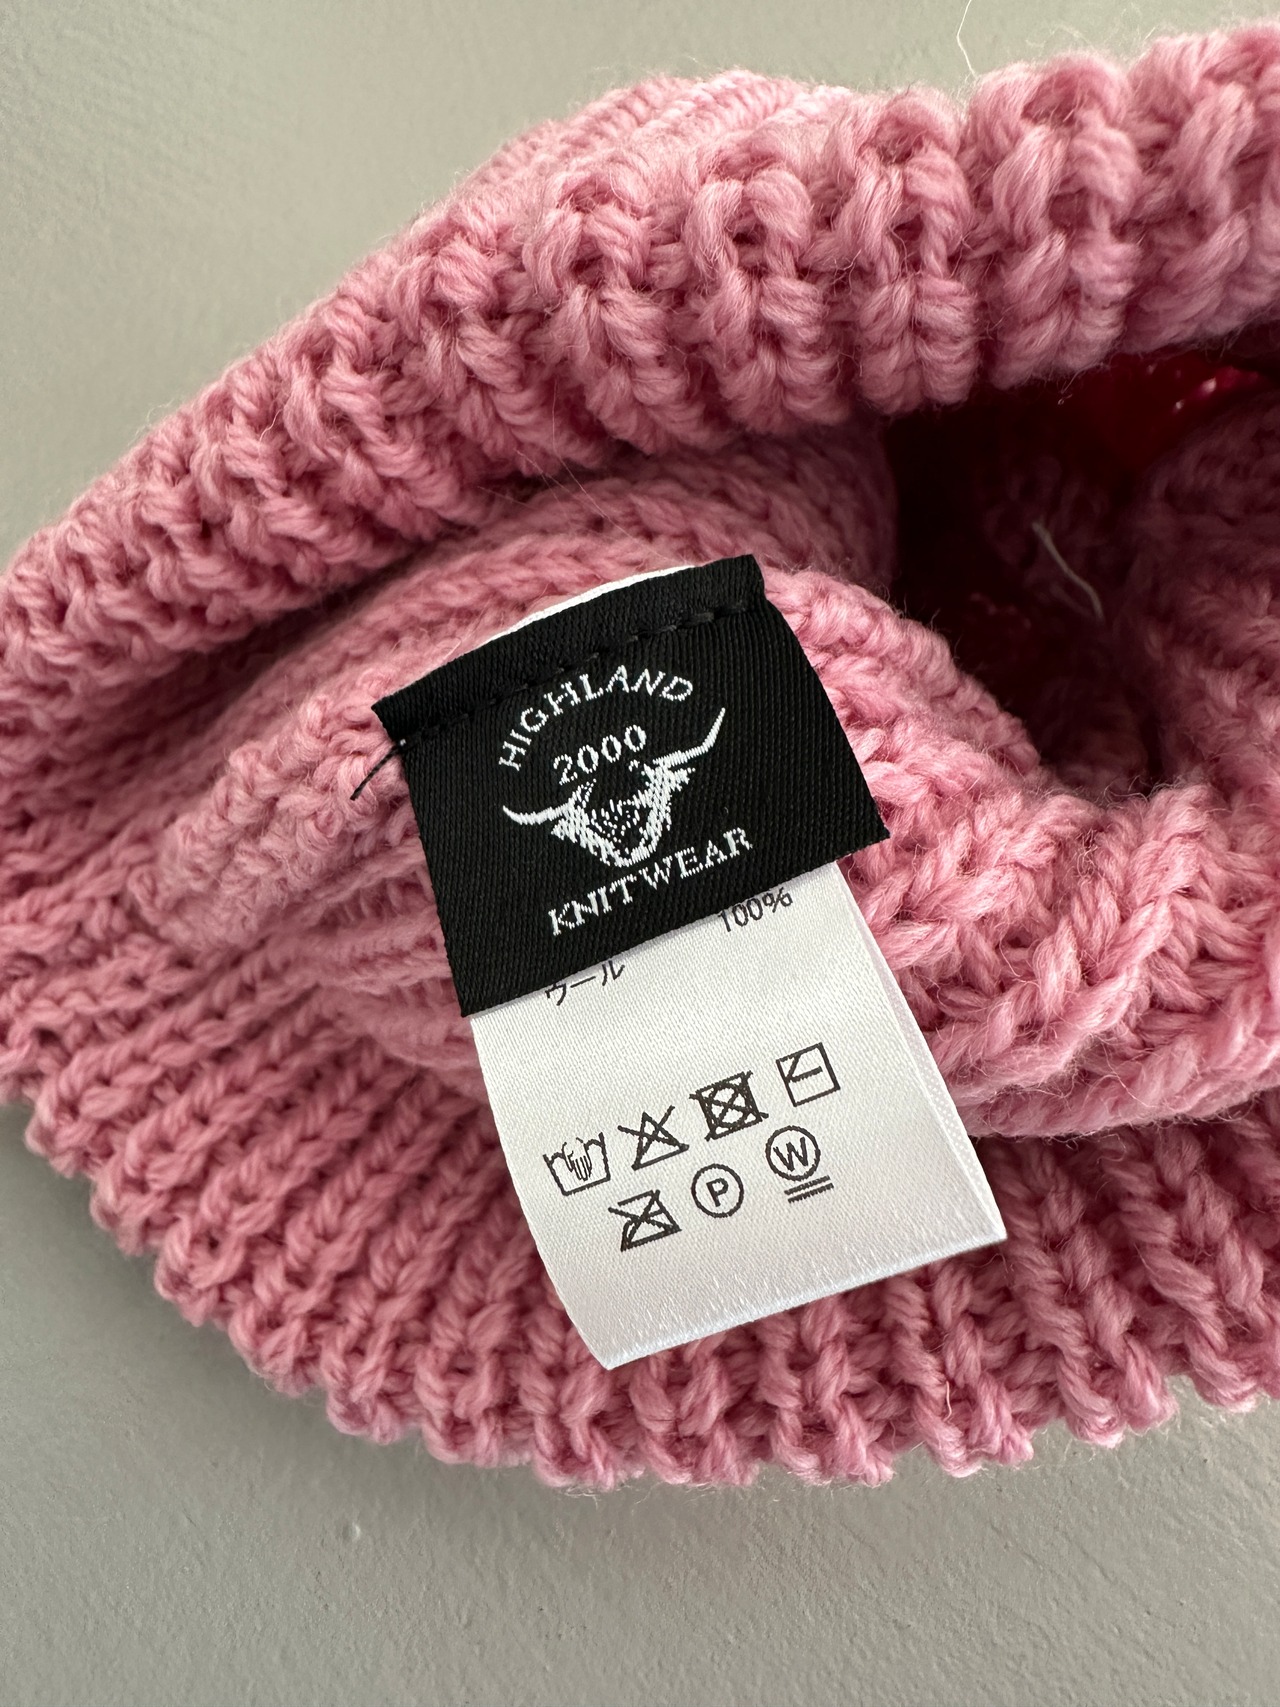 HIGHLAND
2000
KNITWEAR
ウール 100%
P
W